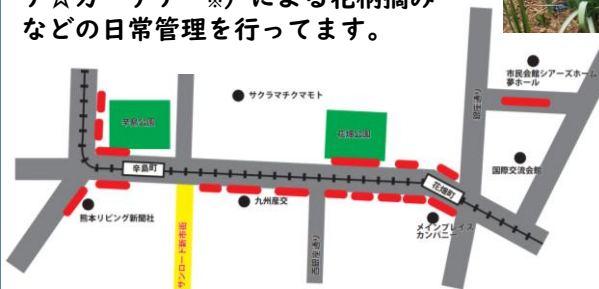 などの日常管理を行ってます。
市民会館シアーズホーム
夢ホール
サクラマチクマモト
銀座通り
辛島公園
花畑公園
国際交流会館
辛島町
花畑町
熊本リビング新聞社
九州産交
メインプレイス
カンパニー
サンロード新市街
西銀座通り